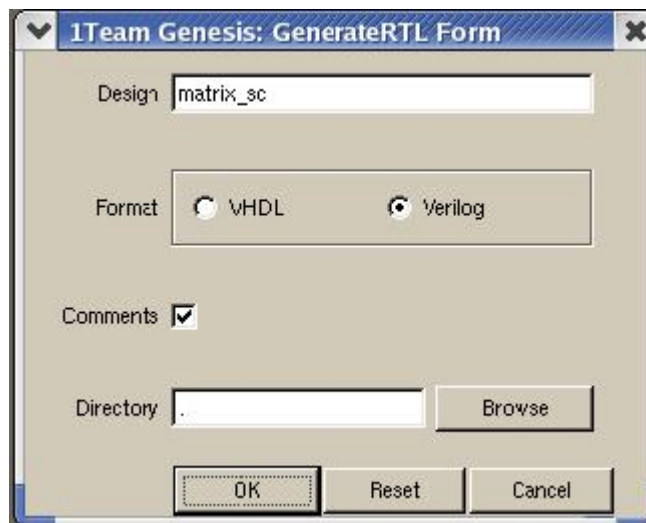 1Team Genesis: GenerateRTL Form
Design matrix_sc
Format VHDL Verilog
Comments
Directory . Browse
OK Reset Cancel